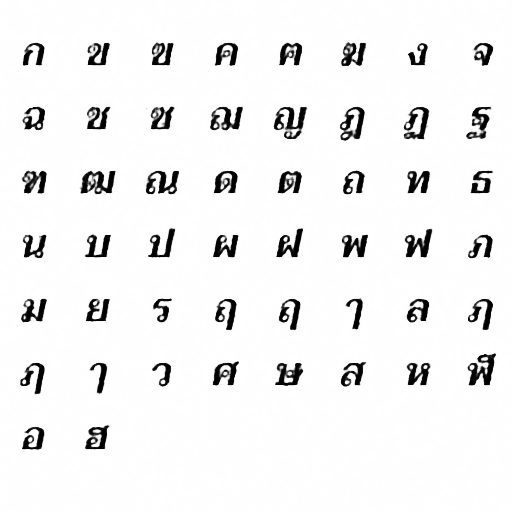 ก ข ฃ ค ฅ ฆ ง จ
ฉ ช ซ ฌ ญ ฎ ฏ ฐ
ฑ ฒ ณ ด ต ถ ท ธ
น บ ป ผ ฝ พ ฟ ภ
ม ย ร ฤ ฤ ๅ ล ฦ
ฦ ๅ ว ศ ษ ส ห ฬ
อ ฮ